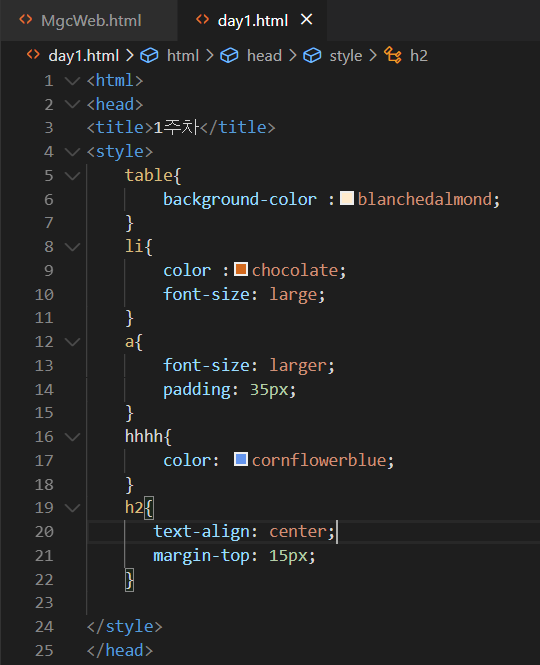 MgcWeb.html day1.html
day1.html > html > head > style > h2
1 <html>
2 <head>
3 <title>1주차</title>
4 <style>
5 table{
6 background-color : blanchedalmond;
7 }
8 li{
9 color : chocolate;
10 font-size: large;
11 }
12 a{
13 font-size: larger;
14 padding: 35px;
15 }
16 hhhh{
17 color: cornflowerblue;
18 }
19 h2{
20 text-align: center;
21 margin-top: 15px;
22 }
23
24 </style>
25 </head>